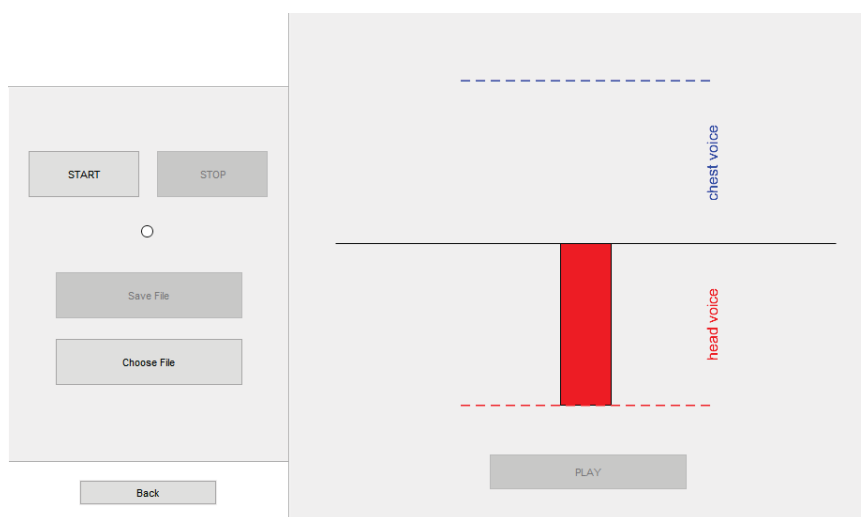 START
STOP
Save File
Choose File
Back
chest voice
head voice
PLAY